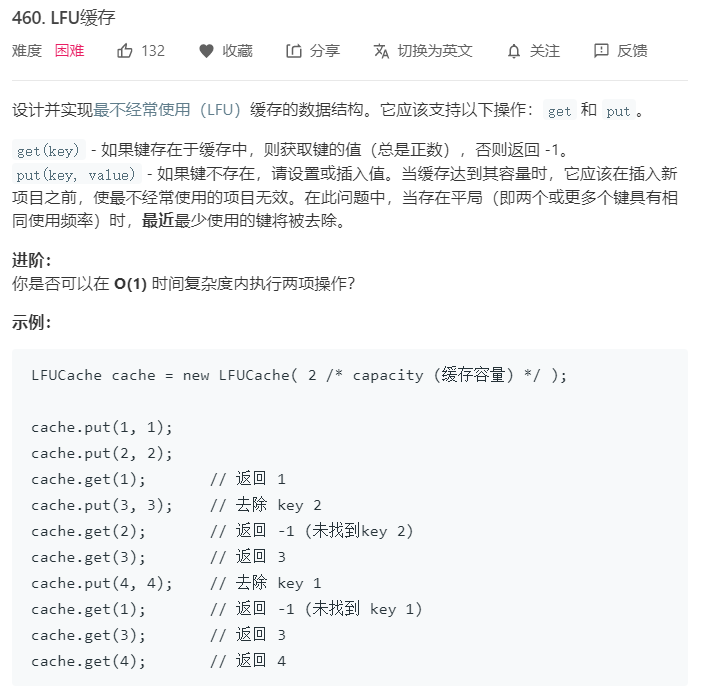 460. LFU缓存
难度 困难 132 收藏 分享 切换为英文 关注 反馈
设计并实现最不经常使用（LFU）缓存的数据结构。它应该支持以下操作： get 和 put 。
get(key) - 如果键存在于缓存中，则获取键的值（总是正数），否则返回 -1。
put(key, value) - 如果键不存在，请设置或插入值。当缓存达到其容量时，它应该在插入新
项目之前，使最不经常使用的项目无效。在此问题中，当存在平局（即两个或更多个键具有相
同使用频率）时，最近最少使用的键将被去除。
进阶：
你是否可以在 O(1) 时间复杂度内执行两项操作？
示例：
LFUCache cache = new LFUCache( 2 /* capacity (缓存容量) */ );
cache.put(1, 1);
cache.put(2, 2);
cache.get(1);       // 返回 1
cache.put(3, 3);    // 去除 key 2
cache.get(2);       // 返回 -1 (未找到key 2)
cache.get(3);       // 返回 3
cache.put(4, 4);    // 去除 key 1
cache.get(1);       // 返回 -1 (未找到 key 1)
cache.get(3);       // 返回 3
cache.get(4);       // 返回 4